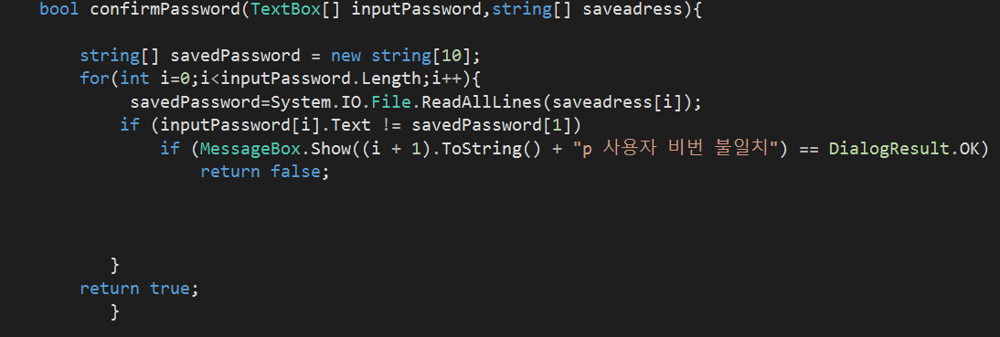 bool confirmPassword(TextBox[] inputPassword,string[] saveadress){
string[] savedPassword = new string[10];
for(int i=0;i<inputPassword.Length;i++){
savedPassword=System.IO.File.ReadAllLines(saveadress[i]);
if (inputPassword[i].Text != savedPassword[1])
if (MessageBox.Show((i + 1).ToString() + "p 사용자 비번 불일치") == DialogResult.OK)
return false;
}
return true;
}